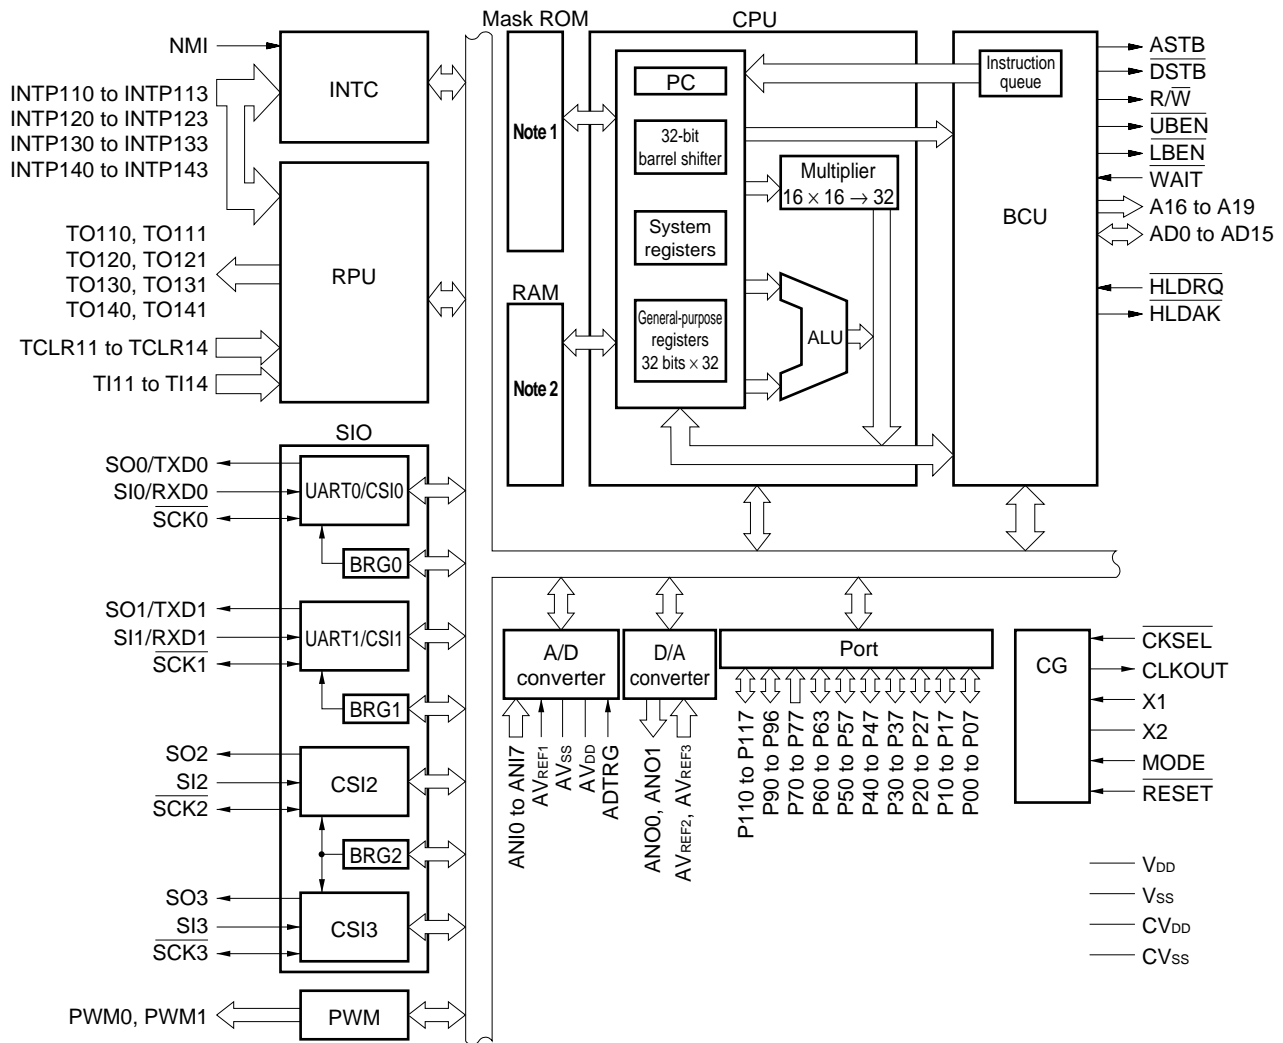 NMI
INTP110 to INTP113
INTP120 to INTP123
INTP130 to INTP133
INTP140 to INTP143
INTC
TO110, TO111
TO120, TO121
TO130, TO131
TO140, TO141
TCLR11 to TCLR14
TI11 to TI14
RPU
SIO
SO0/TXD0
SI0/RXD0
SCK0
UART0/CSI0
BRG0
SO1/TXD1
SI1/RXD1
SCK1
UART1/CSI1
BRG1
SO2
SI2
SCK2
CSI2
BRG2
SO3
SI3
SCK3
CSI3
PWM0, PWM1
PWM
Mask ROM
Note 1
RAM
Note 2
CPU
PC
32-bit
barrel shifter
System
registers
General-purpose
registers
32 bits × 32
Multiplier
16 × 16 → 32
ALU
Instruction
queue
BCU
ASTB
DSTB
R/W
UBEN
LBEN
WAIT
A16 to A19
AD0 to AD15
HLDRQ
HLDAK
A/D
converter
ANI0 to ANI7
AVREF1
AVSS
AVDD
ADTRG
D/A
converter
ANO0, ANO1
AVREF2, AVREF3
Port
P110 to P117
P90 to P96
P70 to P77
P60 to P63
P50 to P57
P40 to P47
P30 to P37
P20 to P27
P10 to P17
P00 to P07
CG
CKSEL
CLKOUT
X1
X2
MODE
RESET
VDD
VSS
CVDD
CVSS